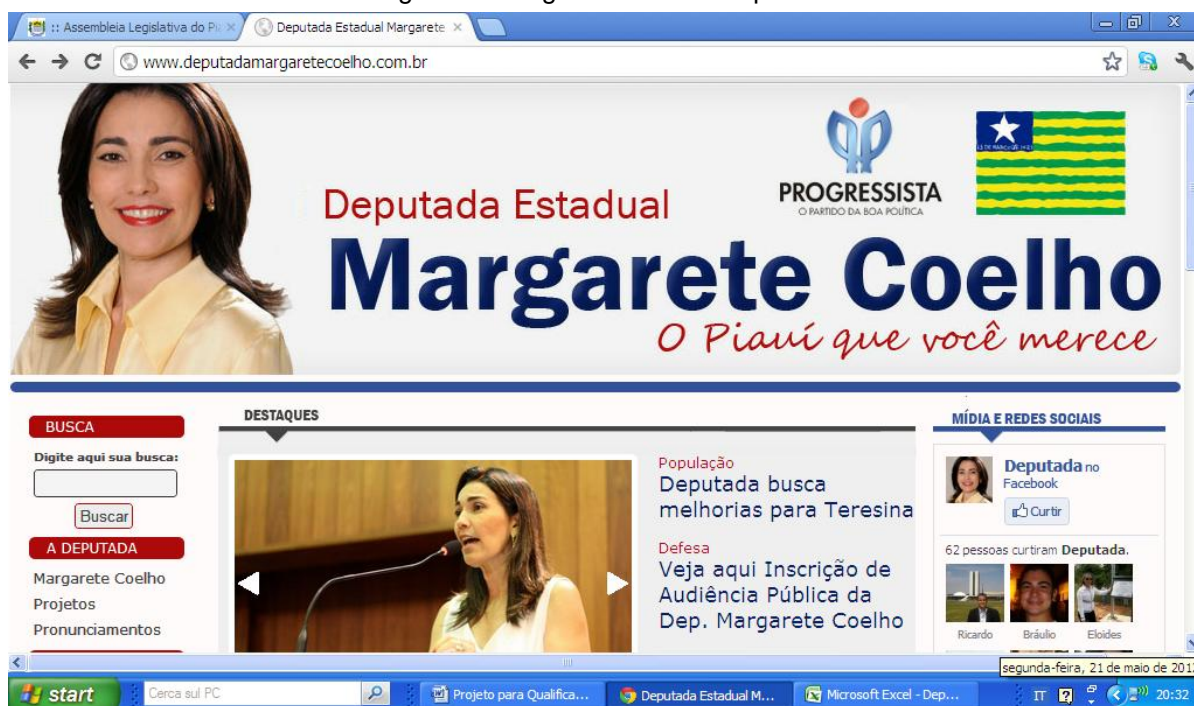 :: Assembleia Legislativa do Pi
Deputada Estadual Margarete
www.deputadamargaretecoelho.com.br
Deputada Estadual
PROGRESSISTA
O PARTIDO DA BOA POLÍTICA
Margarete Coelho
O Piauí que você merece
BUSCA
Digite aqui sua busca:
Buscar
A DEPUTADA
Margarete Coelho
Projetos
Pronunciamentos
DESTAQUES
População
Deputada busca
melhorias para Teresina
Defesa
Veja aqui Inscrição de
Audiência Pública da
Dep. Margarete Coelho
MÍDIA E REDES SOCIAIS
Deputada no
Facebook
Curtir
62 pessoas curtiram Deputada.
Ricardo Bráulio Eloides
segunda-feira, 21 de maio de 2012
start
Cerca sul PC
Projeto para Qualifica...
Deputada Estadual M...
Microsoft Excel - Dep...
IT
20:32